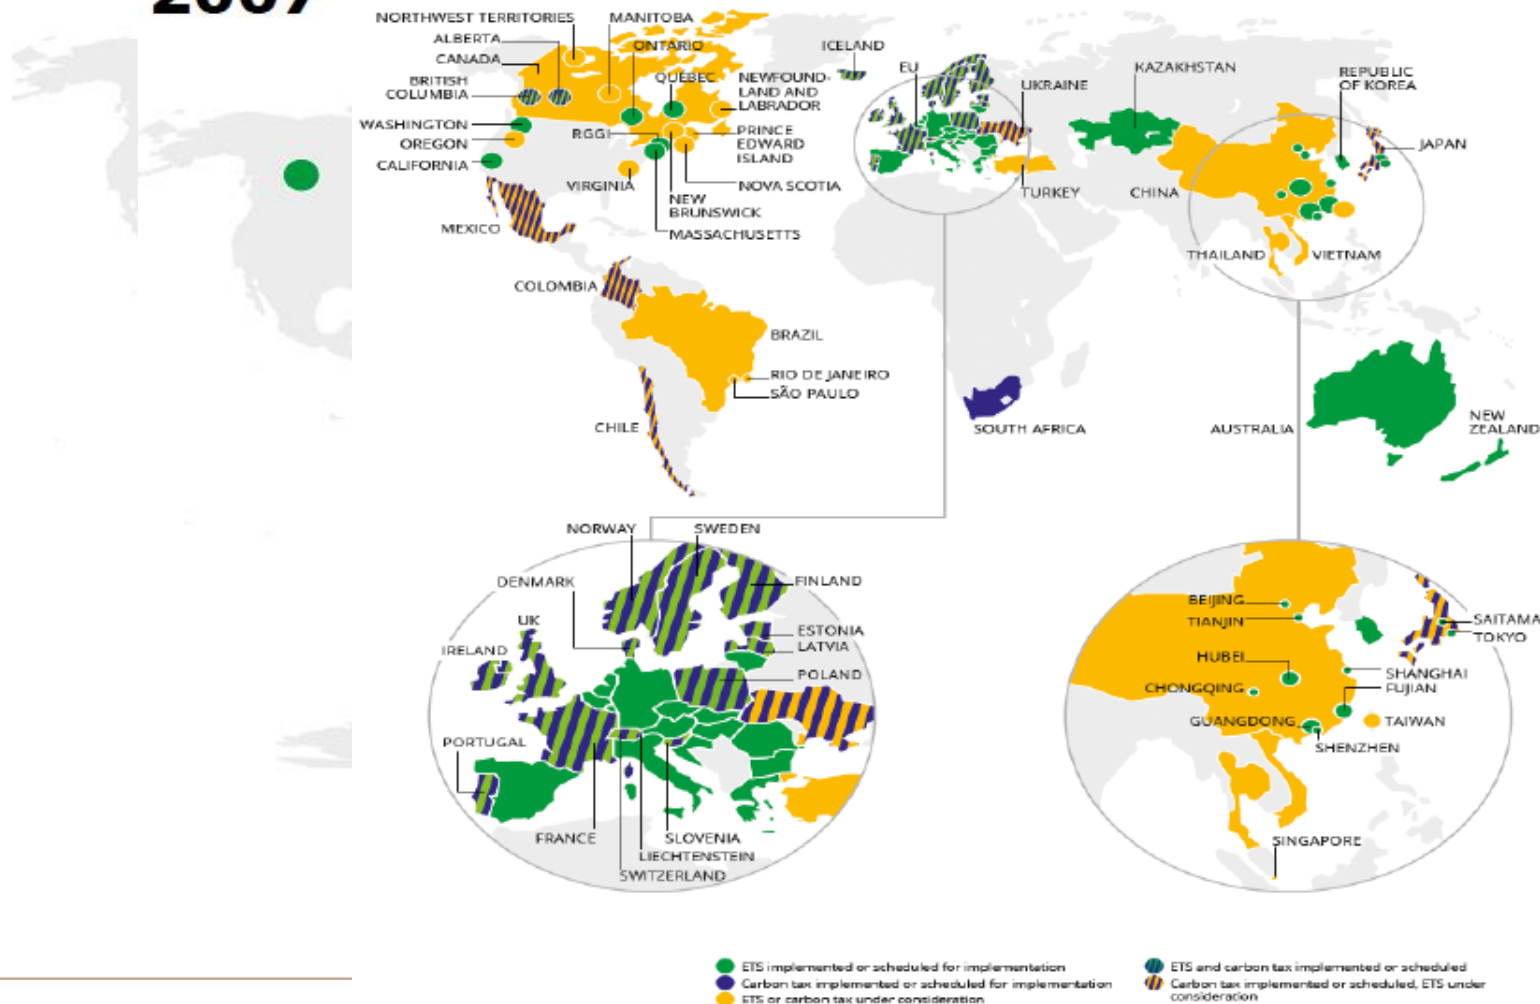 2007
NORTHWEST TERRITORIES
MANITOBA
ALBERTA
ONTARIO
CANADA
BRITISH
COLUMBIA
QUÉBEC
NEWFOUND-
LAND AND
LABRADOR
WASHINGTON
OREGON
RGGI
PRINCE
EDWARD
ISLAND
CALIFORNIA
VIRGINIA
NOVA SCOTIA
NEW
BRUNSWICK
MASSACHUSETTS
MEXICO
ICELAND
EU
UKRAINE
KAZAKHSTAN
REPUBLIC
OF KOREA
JAPAN
TURKEY
CHINA
THAILAND
VIETNAM
COLOMBIA
BRAZIL
RIO DE JANEIRO
SÃO PAULO
CHILE
SOUTH AFRICA
AUSTRALIA
NEW
ZEALAND
NORWAY
SWEDEN
DENMARK
FINLAND
UK
ESTONIA
LATVIA
IRELAND
POLAND
PORTUGAL
FRANCE
SLOVENIA
LIECHTENSTEIN
SWITZERLAND
BEIJING
TIANJIN
SAITAMA
TOKYO
HUBEI
SHANGHAI
FUJIAN
CHONGQING
GUANGDONG
TAIWAN
SHENZHEN
SINGAPORE
ETS implemented or scheduled for implementation
Carbon tax implemented or scheduled for implementation
ETS or carbon tax under consideration
ETS and carbon tax implemented or scheduled
Carbon tax implemented or scheduled, ETS under
consideration